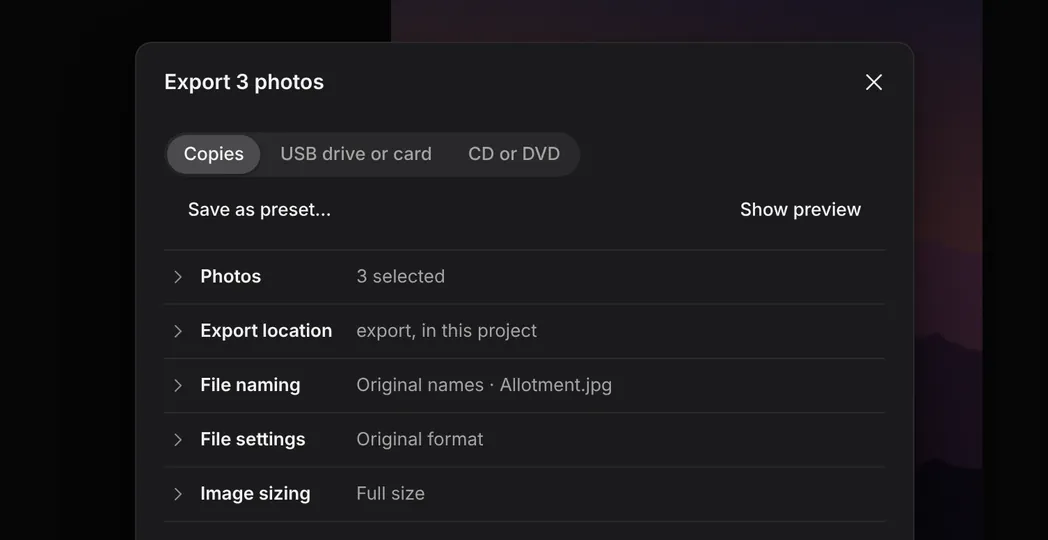 Export 3 photos
Copies USB drive or card CD or DVD
Save as preset... Show preview
Photos 3 selected
Export location export, in this project
File naming Original names · Allotment.jpg
File settings Original format
Image sizing Full size